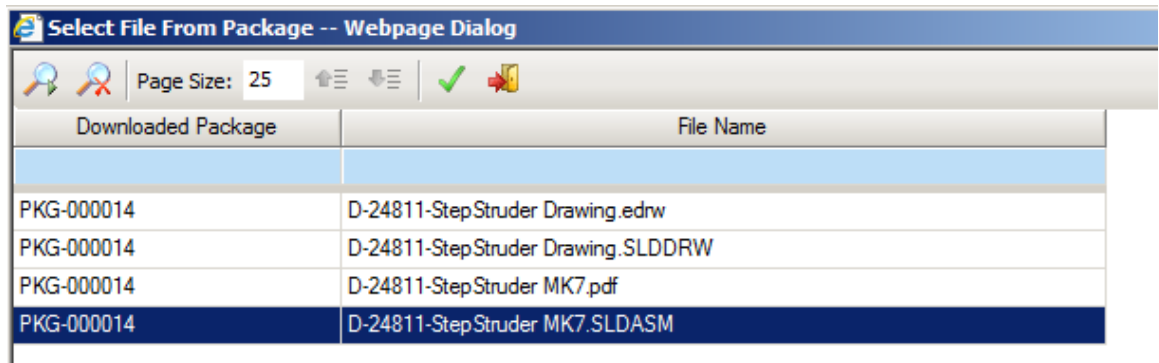 Select File From Package -- Webpage Dialog
Page Size: 25
Downloaded Package File Name
PKG-000014 D-24811-StepStruder Drawing.edrw
PKG-000014 D-24811-StepStruder Drawing.SLDDRW
PKG-000014 D-24811-StepStruder MK7.pdf
PKG-000014 D-24811-StepStruder MK7.SLDASM